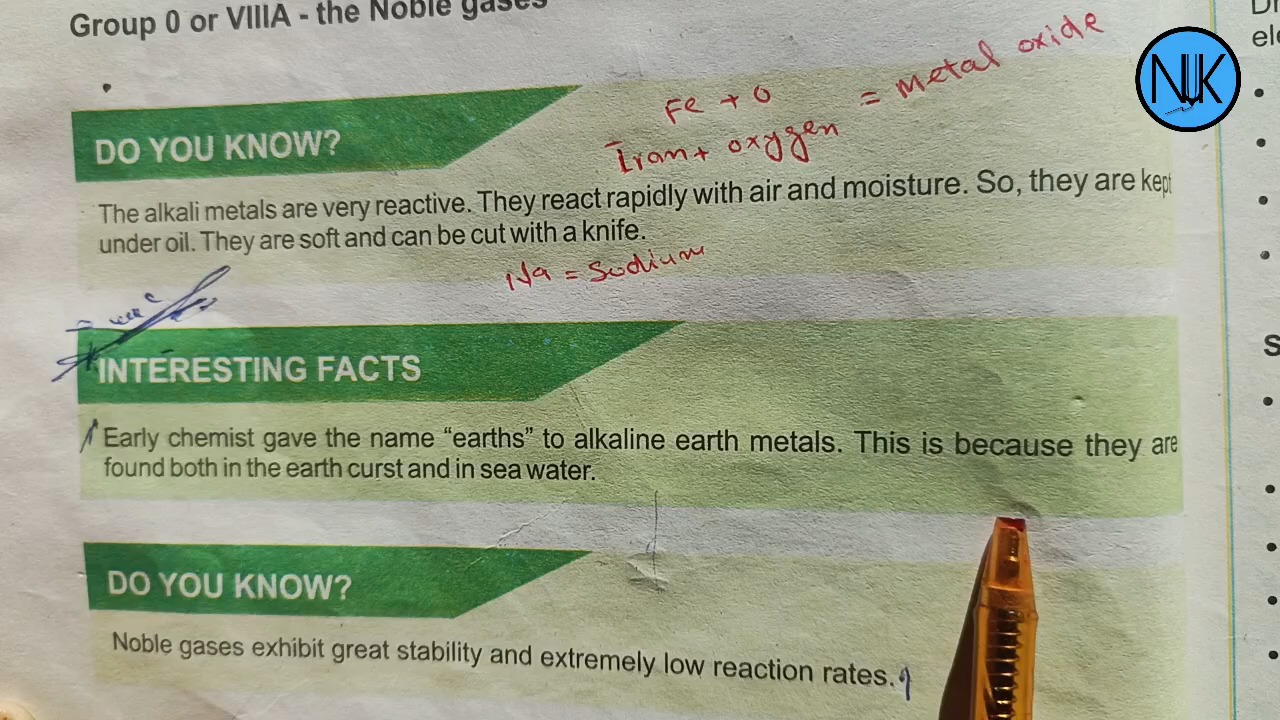 Group 0 or VIIIA - the Noble gases
Fe + O = metal oxide
Iran + oxygen
DO YOU KNOW?
The alkali metals are very reactive. They react rapidly with air and moisture. So, they are kept
under oil. They are soft and can be cut with a knife.
Na = Sodium
INTERESTING FACTS
Early chemist gave the name “earths” to alkaline earth metals. This is because they are
found both in the earth curst and in sea water.
DO YOU KNOW?
Noble gases exhibit great stability and extremely low reaction rates.
NJK